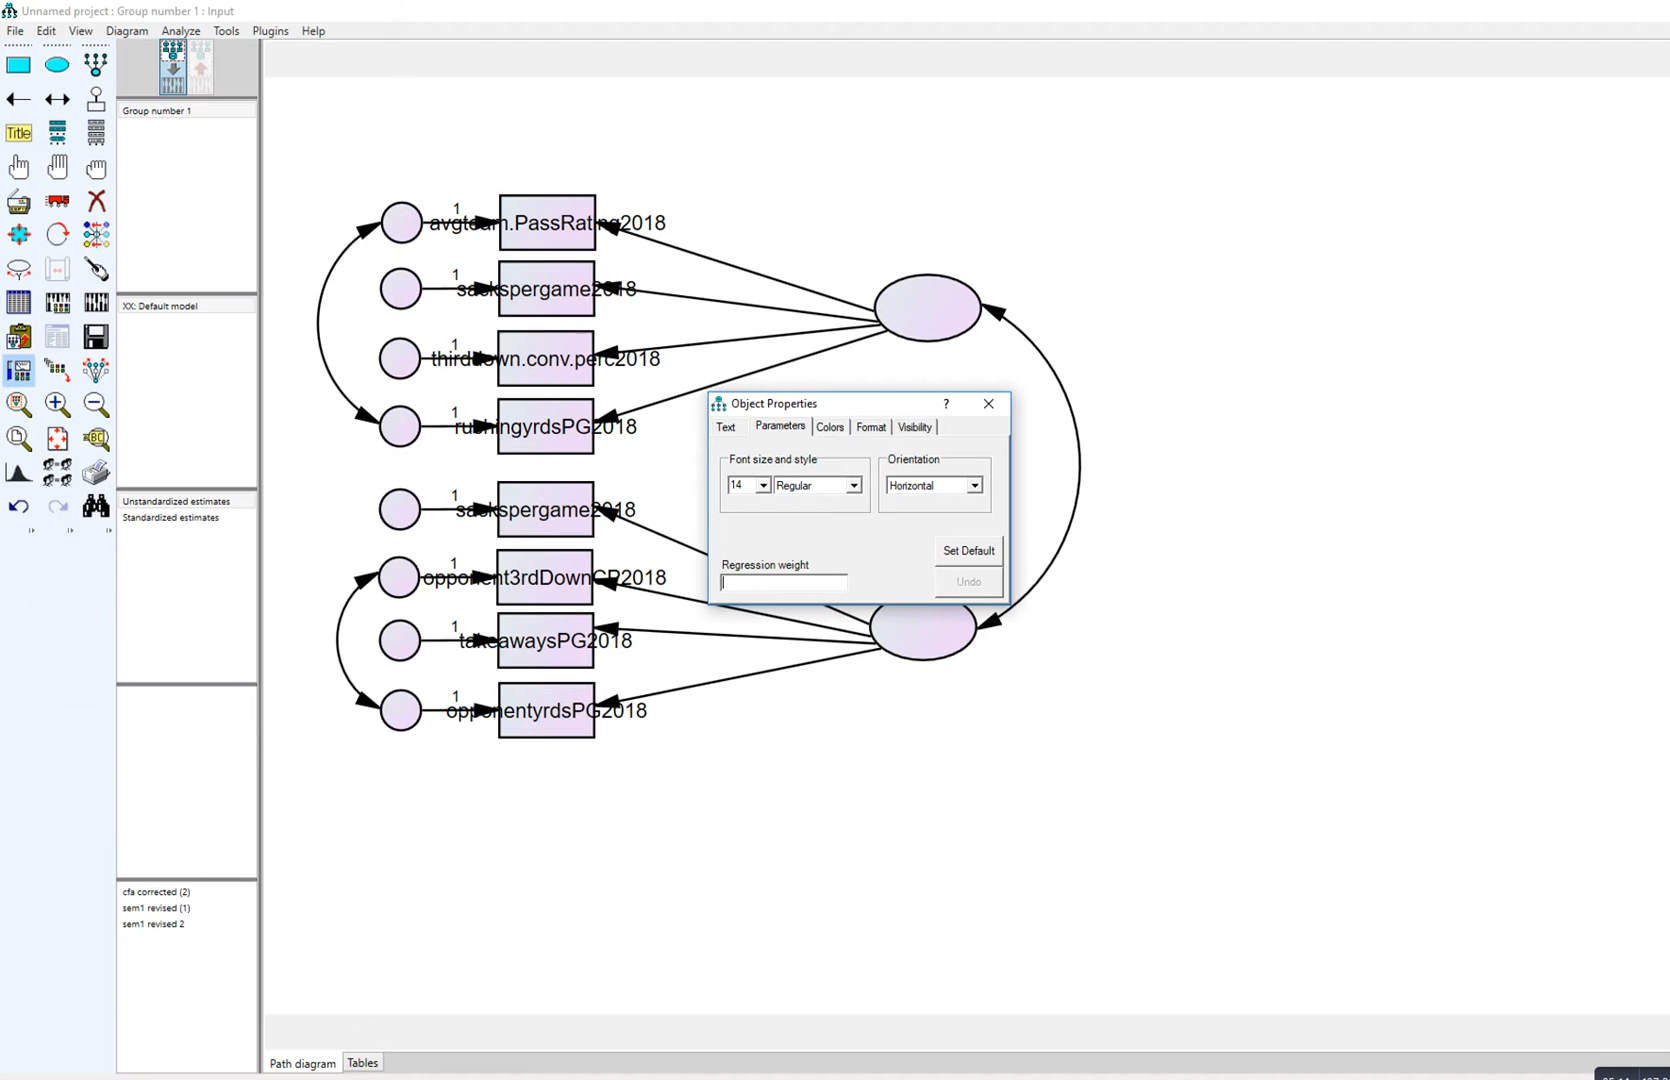 Unnamed project : Group number 1 : Input
File Edit View Diagram Analyze Tools Plugins Help
Title
Group number 1
XX: Default model
Unstandardized estimates
Standardized estimates
cfa corrected (2)
sem1 revised (1)
sem1 revised 2
1
avgteam.PassRating2018
1
sackspergame2018
1
thirddown.conv.perc2018
1
rushingyrdsPG2018
1
sackspergame2018
1
opponent3rdDownCP2018
1
takeawaysPG2018
1
opponentyrdsPG2018
Object Properties ?
Text Parameters Colors Format Visibility
Font size and style
14 Regular
Orientation
Horizontal
Regression weight
Set Default
Undo
Path diagram Tables